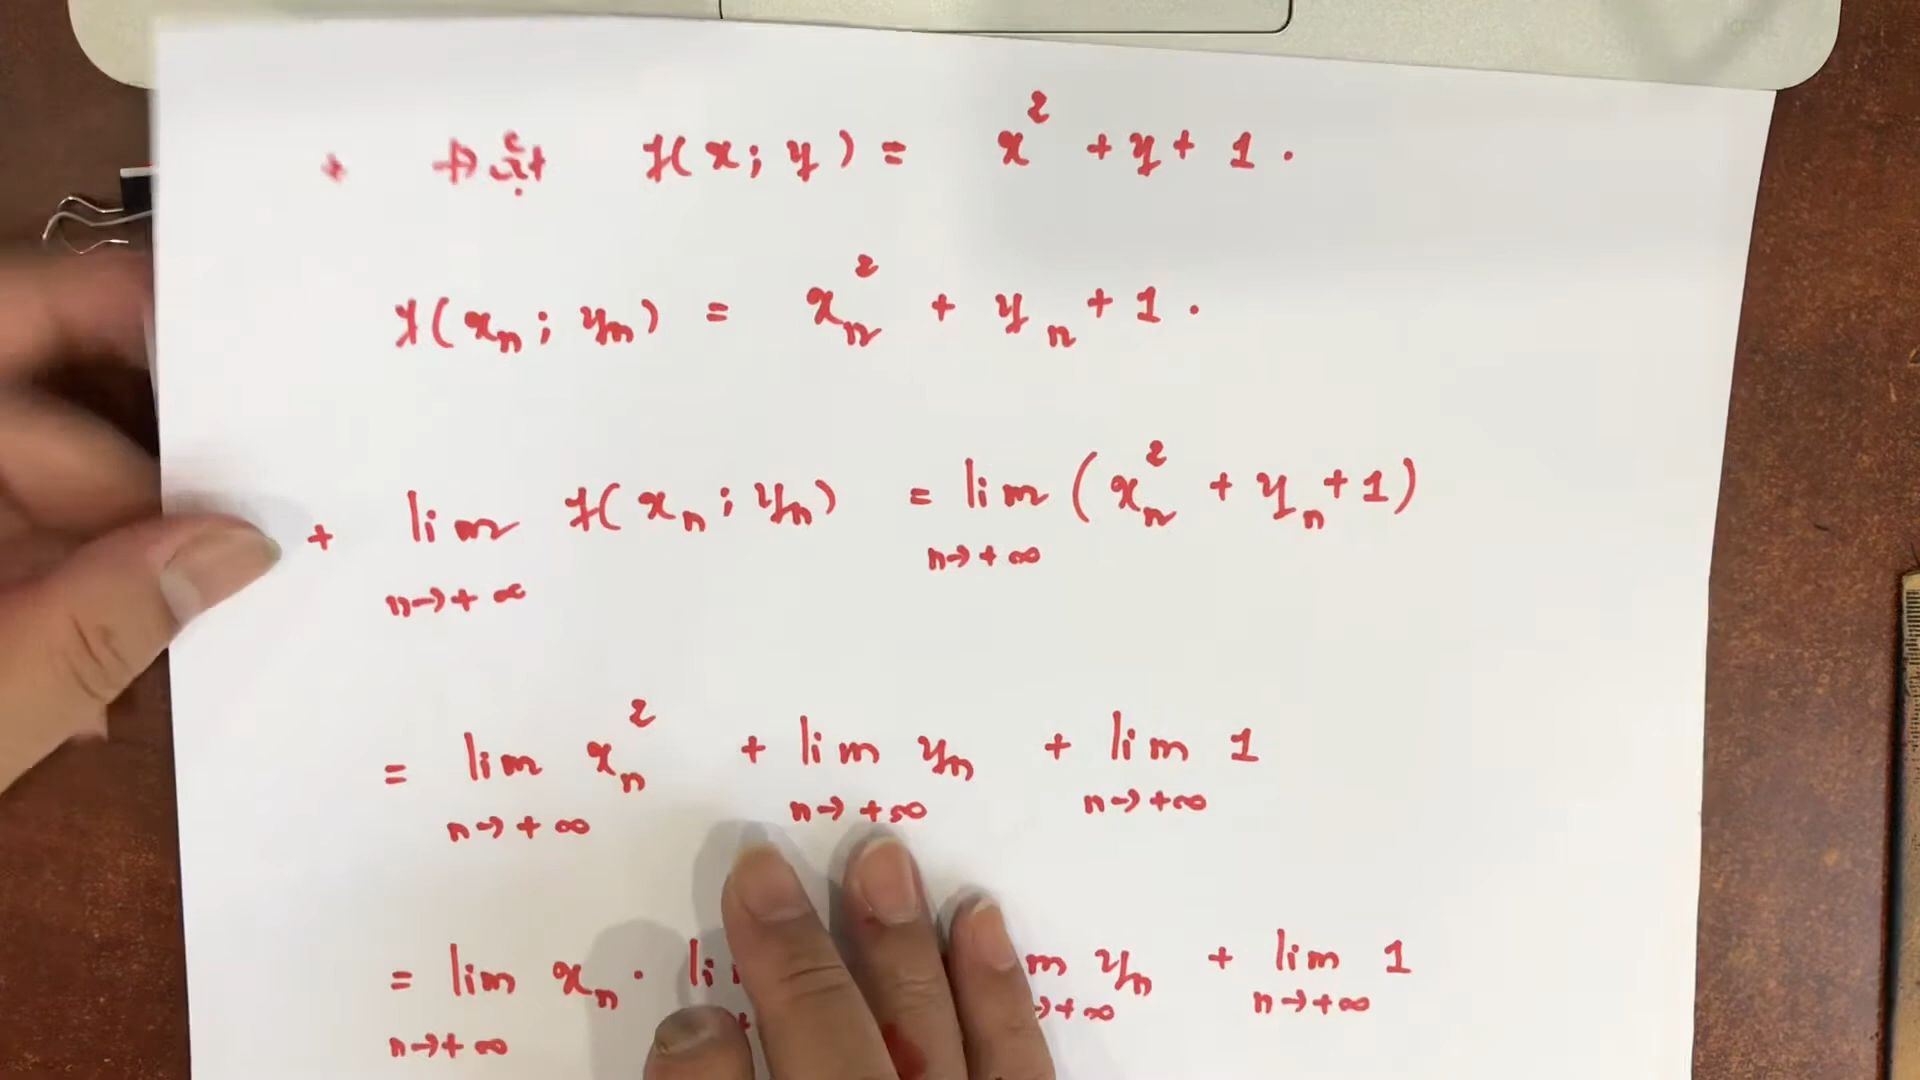 + Đặt f(x; y) = x² + y + 1.
f(xₙ; yₙ) = xₙ² + yₙ + 1.
+ lim f(xₙ; yₙ) = lim (xₙ² + yₙ + 1)
n→+∞ n→+∞
= lim xₙ² + lim yₙ + lim 1
n→+∞ n→+∞ n→+∞
= lim xₙ . li m yₙ + lim 1
n→+∞ + →+∞ n→+∞